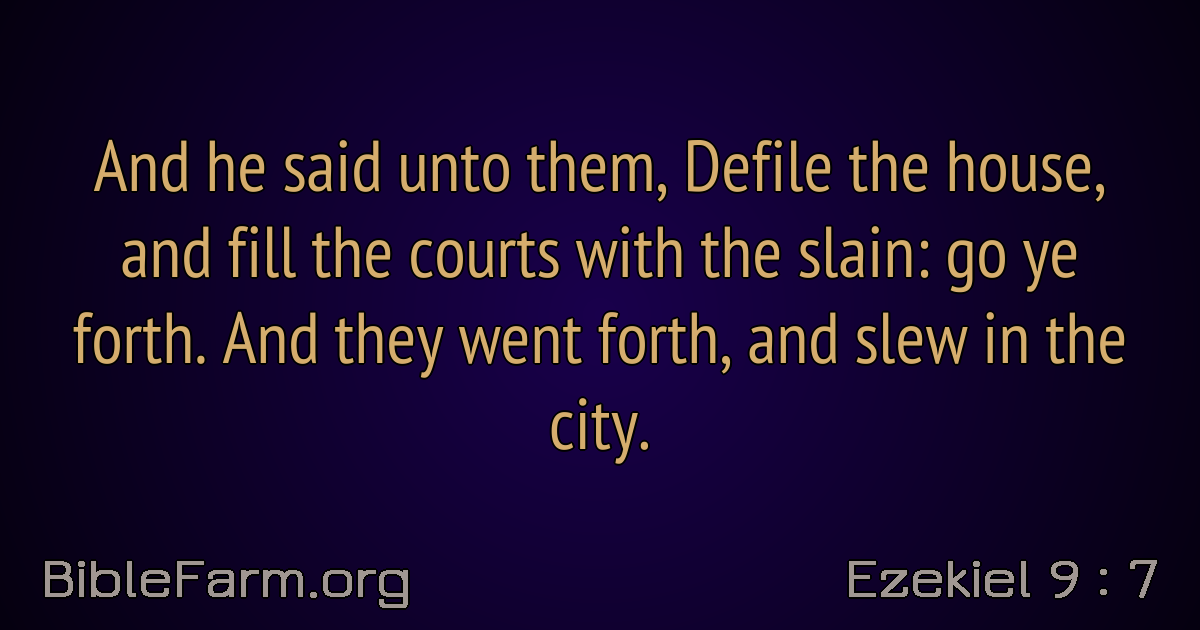 And he said unto them, Defile the house,
and fill the courts with the slain: go ye
forth. And they went forth, and slew in the
city.
BibleFarm.org
Ezekiel 9 : 7